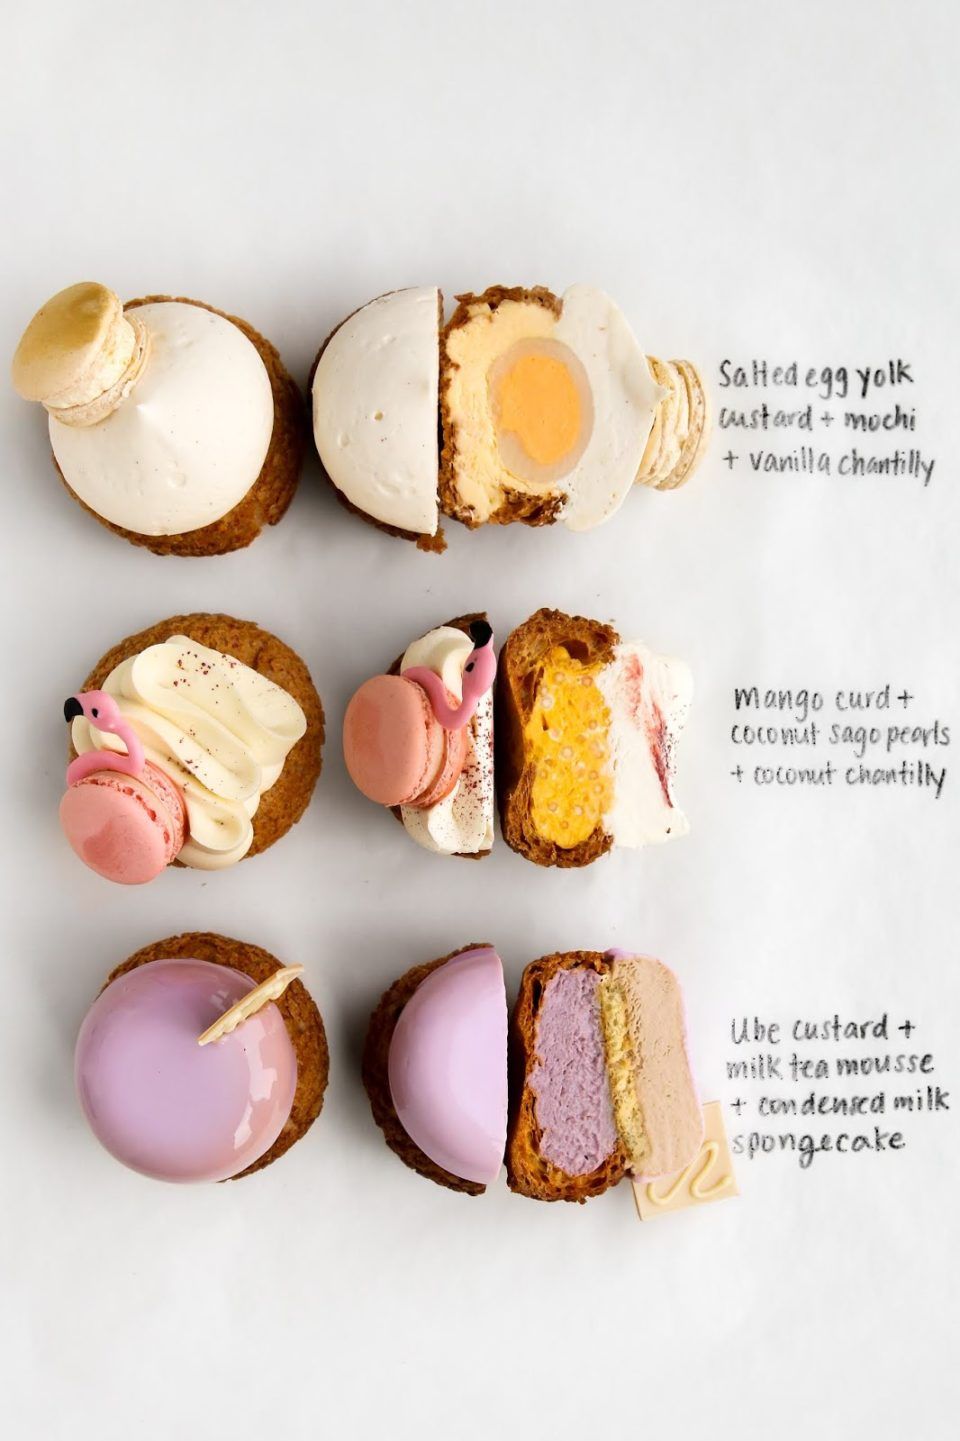 Salted egg yolk
custard + mochi
+ vanilla chantilly
Mango curd +
coconut sago pearls
+ coconut chantilly
Ube custard +
milk tea mousse
+ condensed milk
spongecake